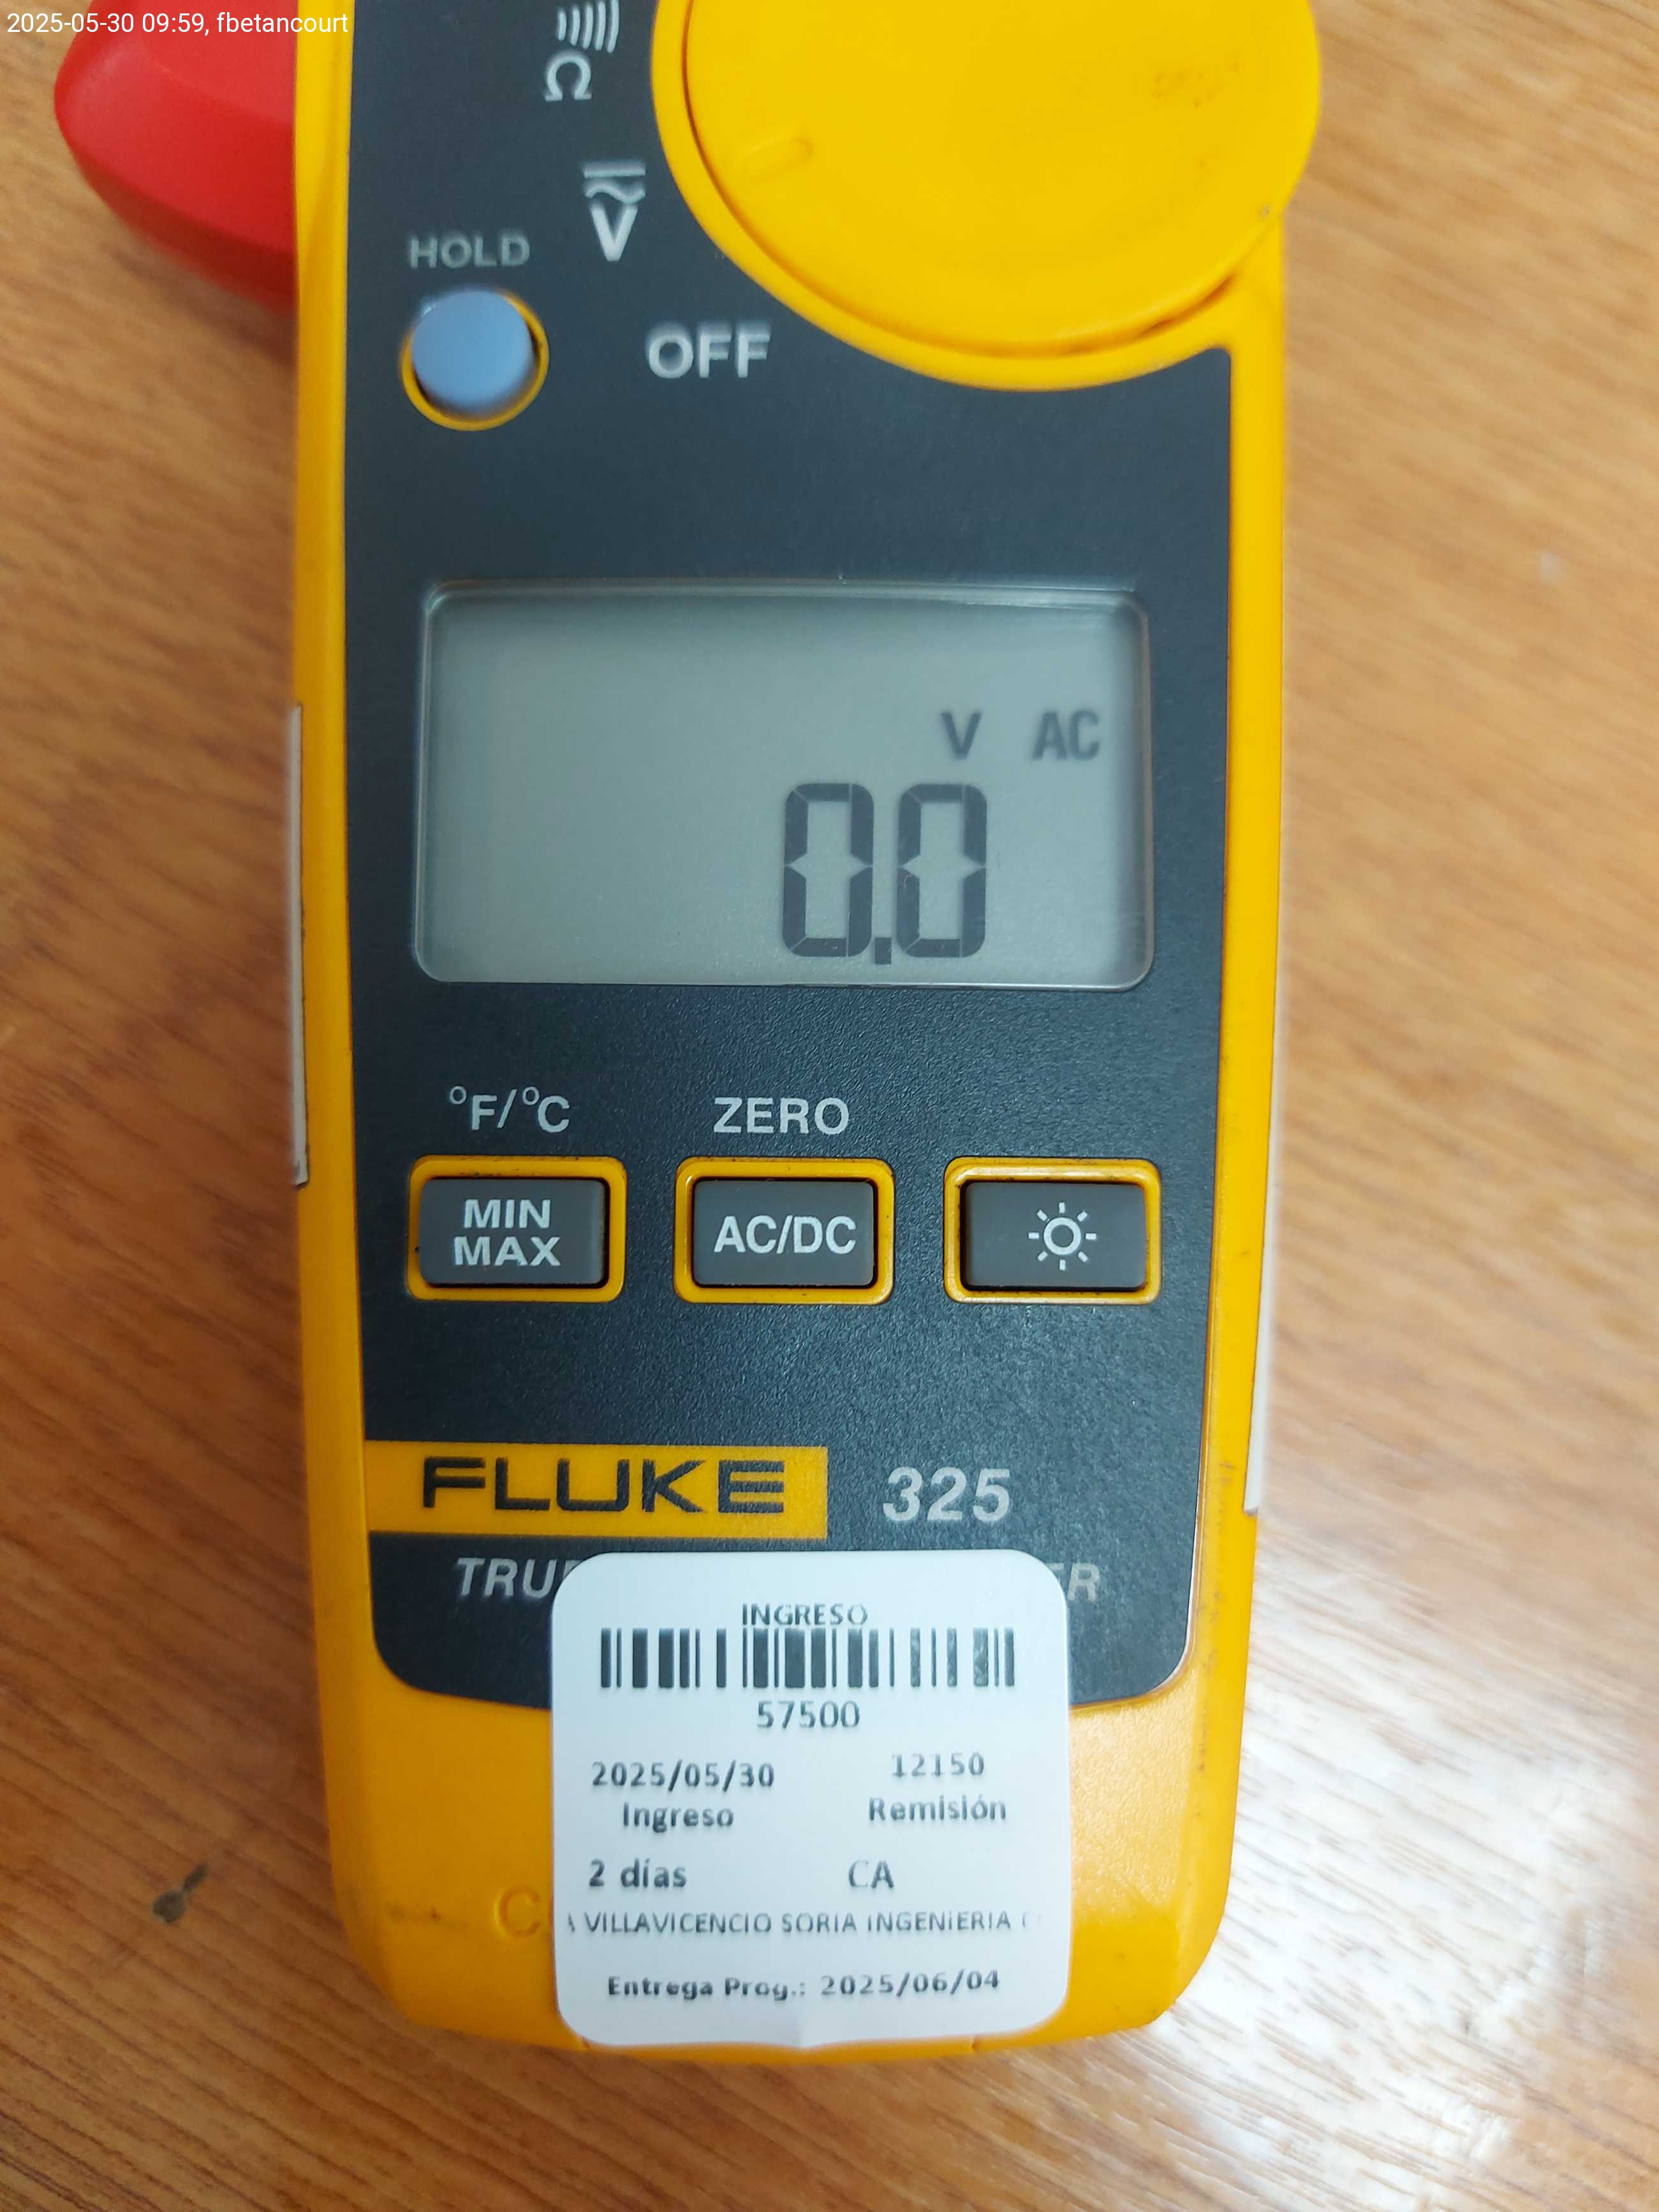 2025-05-30 09:59, fbetancourt
Ω
V
HOLD
OFF
V AC
0.0
°F/°C ZERO
MIN MAX AC/DC
FLUKE 325
INGRESO
57500
2025/05/30 12150
Ingreso Remisión
2 días CA
VILLAVICENCIO SORIA INGENIERIA
Entrega Prog.: 2025/06/04